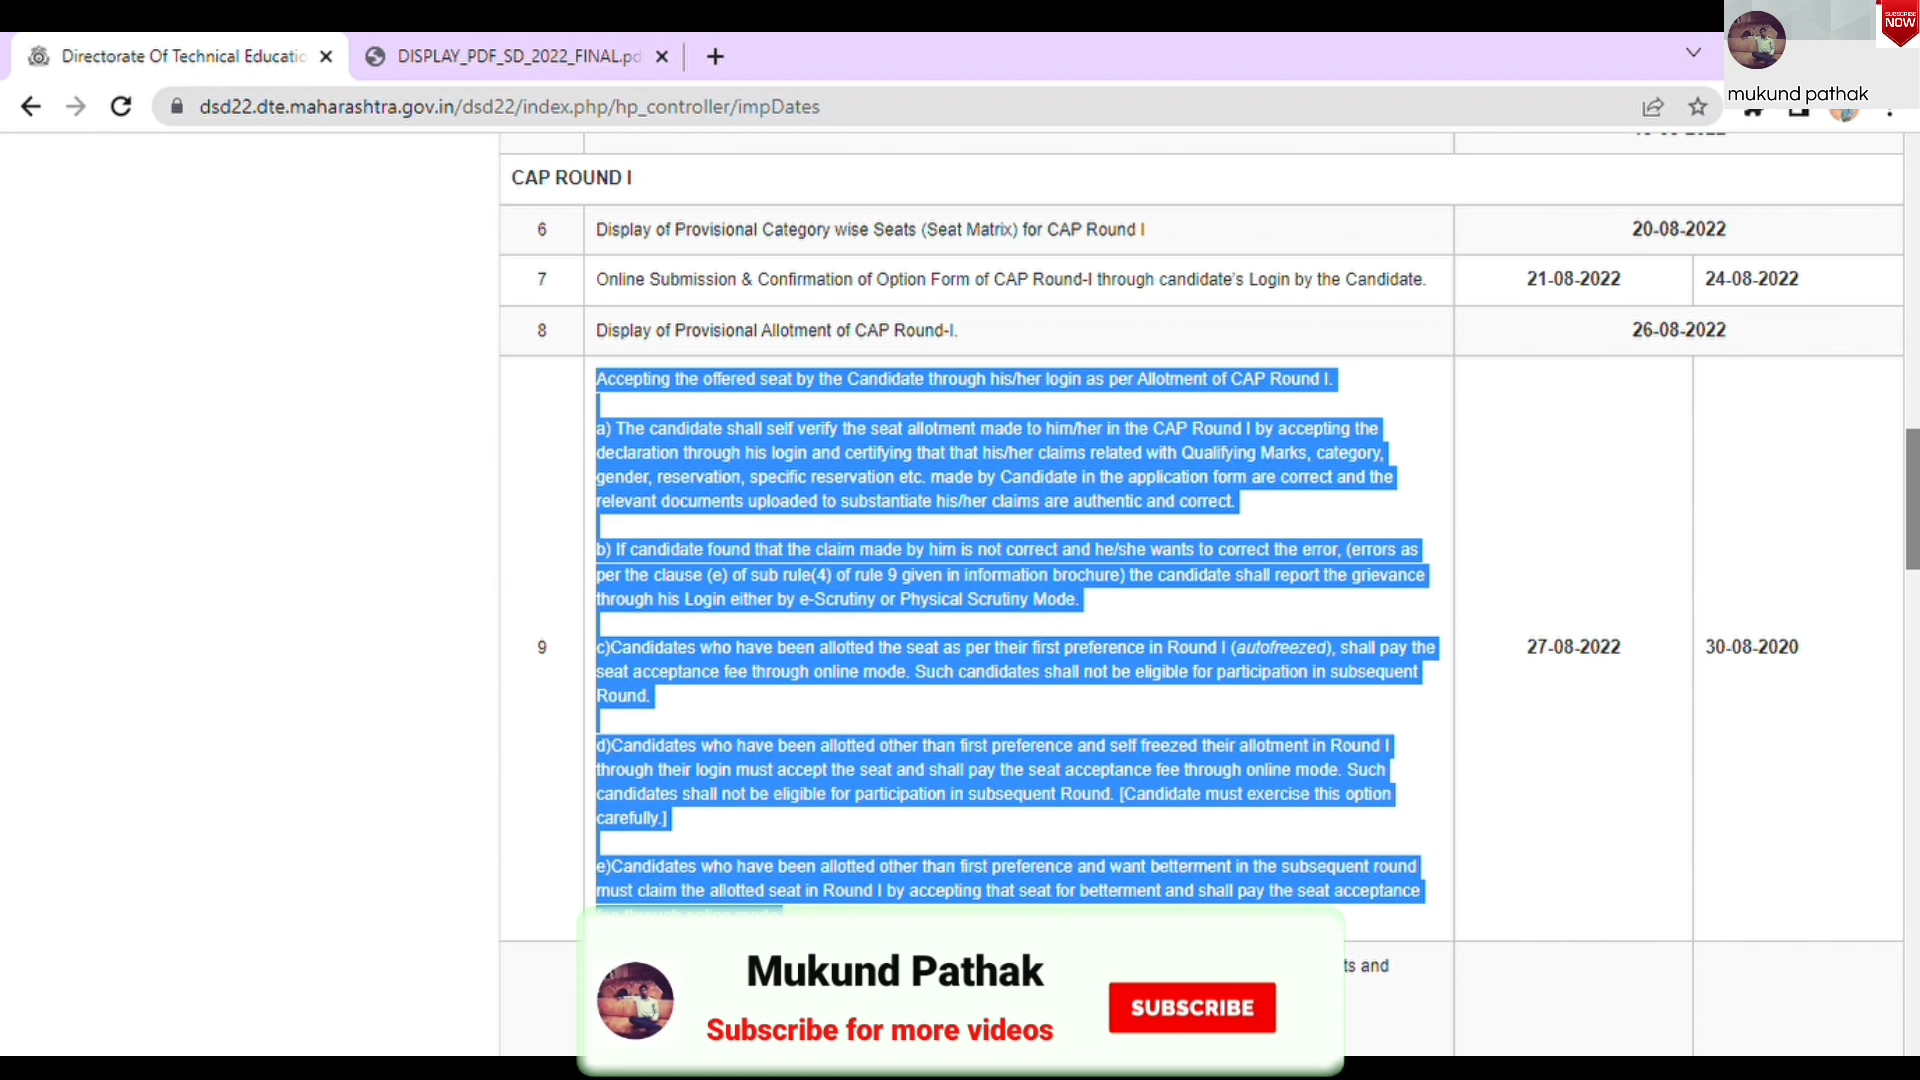 SUBSCRIBE
NOW
Directorate Of Technical Educatio
DISPLAY_PDF_SD_2022_FINAL.pd
dsd22.dte.maharashtra.gov.in/dsd22/index.php/hp_controller/impDates
mukund pathak
CAP ROUND I
6 Display of Provisional Category wise Seats (Seat Matrix) for CAP Round I 20-08-2022
7 Online Submission & Confirmation of Option Form of CAP Round-I through candidate's Login by the Candidate. 21-08-2022 24-08-2022
8 Display of Provisional Allotment of CAP Round-I. 26-08-2022
Accepting the offered seat by the Candidate through his/her login as per Allotment of CAP Round I.
a) The candidate shall self verify the seat allotment made to him/her in the CAP Round I by accepting the
declaration through his login and certifying that that his/her claims related with Qualifying Marks, category,
gender, reservation, specific reservation etc. made by Candidate in the application form are correct and the
relevant documents uploaded to substantiate his/her claims are authentic and correct.
b) If candidate found that the claim made by him is not correct and he/she wants to correct the error, (errors as
per the clause (e) of sub rule(4) of rule 9 given in information brochure) the candidate shall report the grievance
through his Login either by e-Scrutiny or Physical Scrutiny Mode.
9 c)Candidates who have been allotted the seat as per their first preference in Round I (autofreezed), shall pay the 27-08-2022 30-08-2020
seat acceptance fee through online mode. Such candidates shall not be eligible for participation in subsequent
Round.
d)Candidates who have been allotted other than first preference and self freezed their allotment in Round I
through their login must accept the seat and shall pay the seat acceptance fee through online mode. Such
candidates shall not be eligible for participation in subsequent Round. [Candidate must exercise this option
carefully.]
e)Candidates who have been allotted other than first preference and want betterment in the subsequent round
must claim the allotted seat in Round I by accepting that seat for betterment and shall pay the seat acceptance
ts and
Mukund Pathak
Subscribe for more videos
SUBSCRIBE